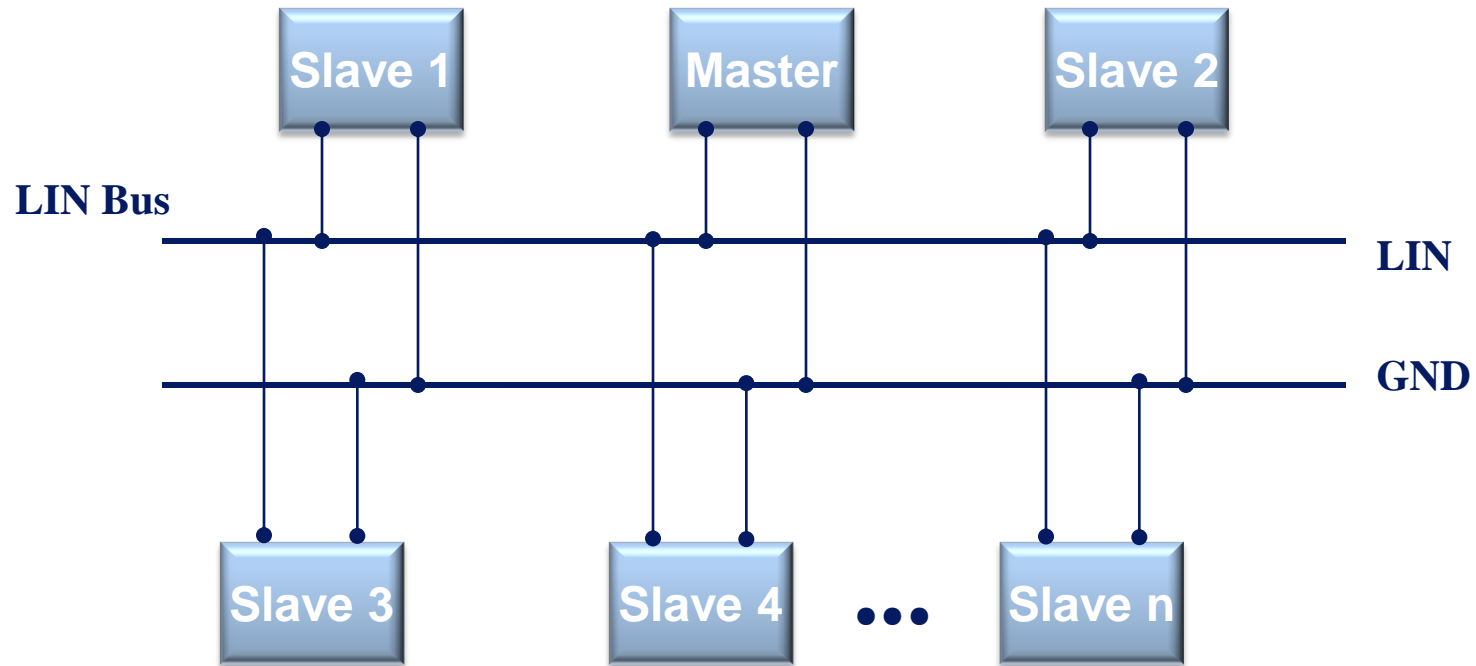 Slave 1
Master
Slave 2
LIN Bus
LIN
GND
Slave 3
Slave 4
•••
Slave n